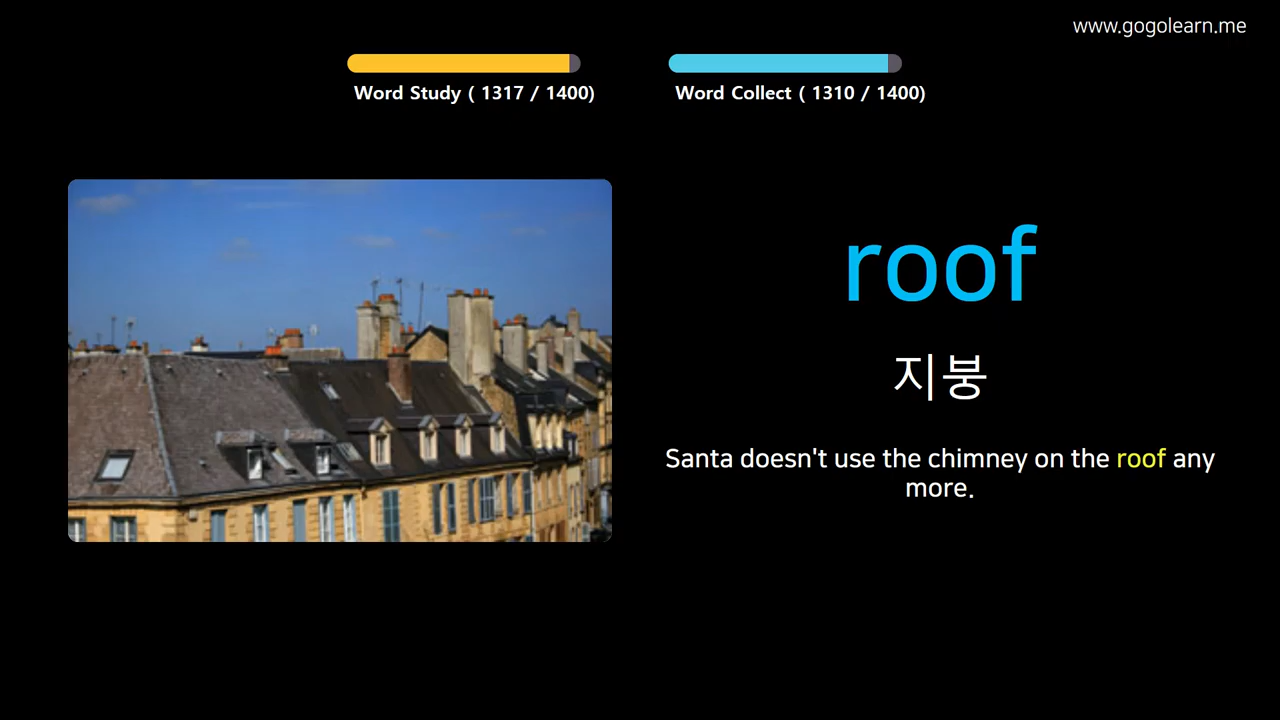 www.gogolearn.me
Word Study ( 1317 / 1400)
Word Collect ( 1310 / 1400)
roof
지붕
Santa doesn't use the chimney on the roof any
more.